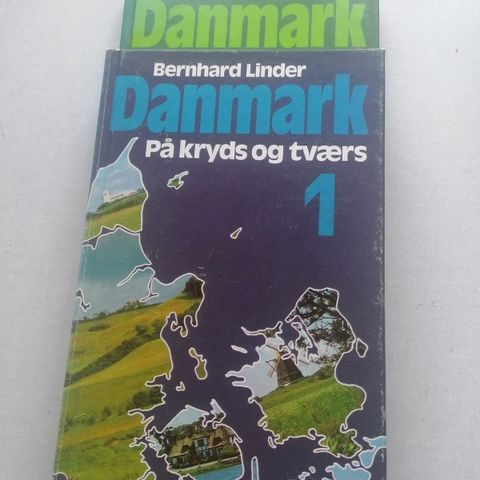 Danmark
Bernhard Linder
Danmark
På kryds og tværs
1